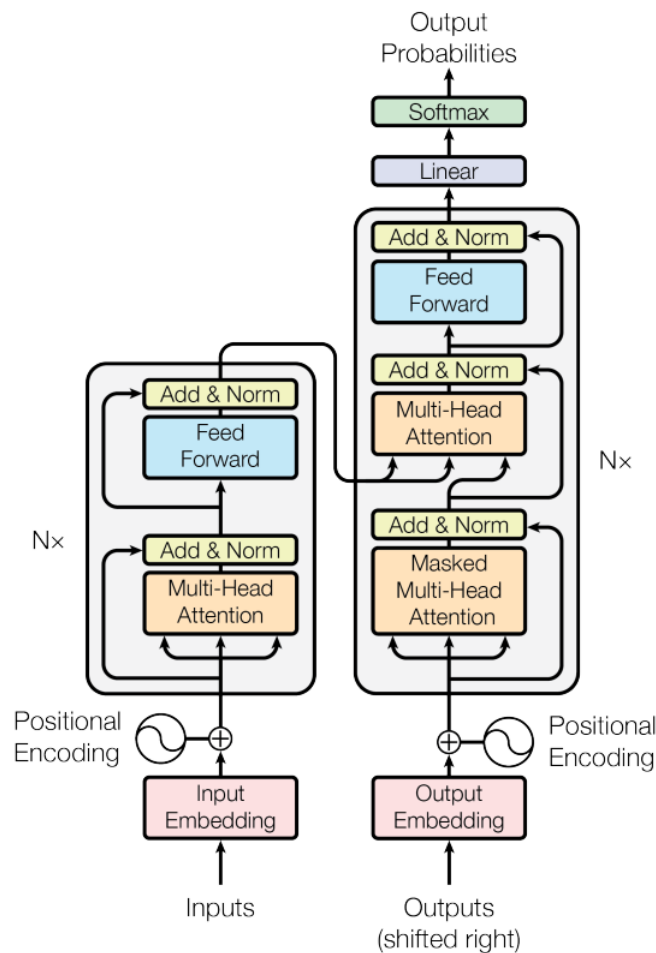 Output
Probabilities
Softmax
Linear
Add & Norm
Feed
Forward
Add & Norm
Multi-Head
Attention
Add & Norm
Masked
Multi-Head
Attention
N×
Add & Norm
Feed
Forward
Add & Norm
Multi-Head
Attention
N×
Positional
Encoding
Positional
Encoding
Input
Embedding
Output
Embedding
Inputs
Outputs
(shifted right)